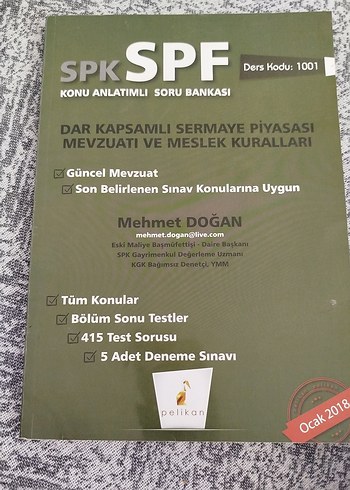 SPK SPF
Ders Kodu: 1001
KONU ANLATIMLI SORU BANKASI
DAR KAPSAMLI SERMAYE PİYASASI
MEVZUATI VE MESLEK KURALLARI
Güncel Mevzuat
Son Belirlenen Sınav Konularına Uygun
Mehmet DOĞAN
mehmet.dogan@live.com
Eski Maliye Başmüfettişi - Daire Başkanı
SPK Gayrimenkul Değerleme Uzmanı
KGK Bağımsız Denetçi, YMM
Tüm Konular
Bölüm Sonu Testler
415 Test Sorusu
5 Adet Deneme Sınavı
pelikan
Ocak 2018